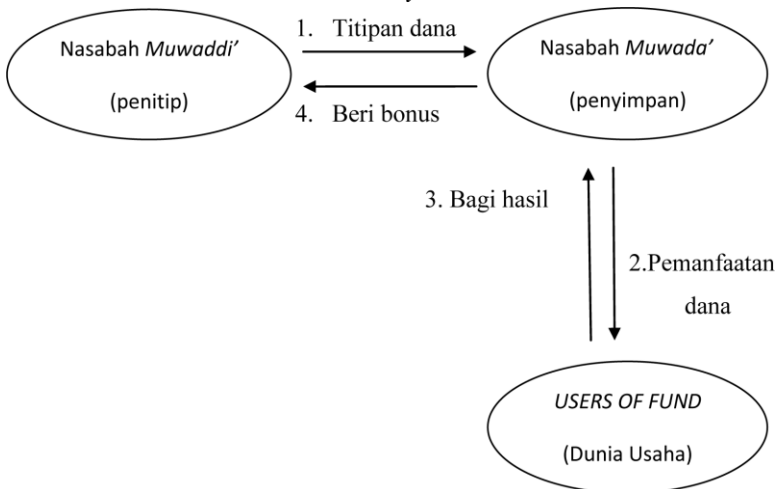 1. Titipan dana
Nasabah Muwaddi’
(penitip)
Nasabah Muwada’
(penyimpan)
4. Beri bonus
3. Bagi hasil
2.Pemanfaatan
dana
USERS OF FUND
(Dunia Usaha)